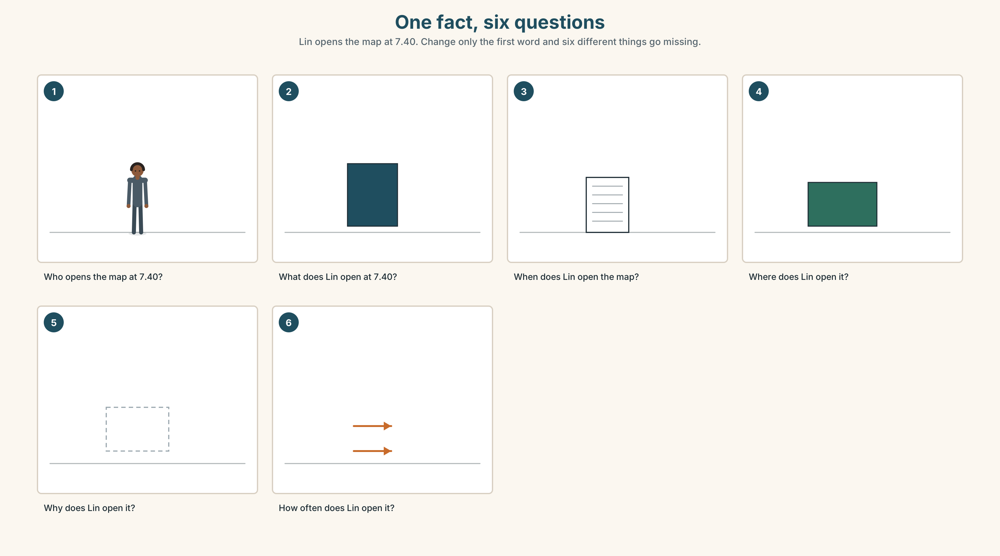 One fact, six questions
Lin opens the map at 7.40. Change only the first word and six different things go missing.
1
2
3
4
Who opens the map at 7.40?
What does Lin open at 7.40?
When does Lin open the map?
Where does Lin open it?
5
6
Why does Lin open it?
How often does Lin open it?